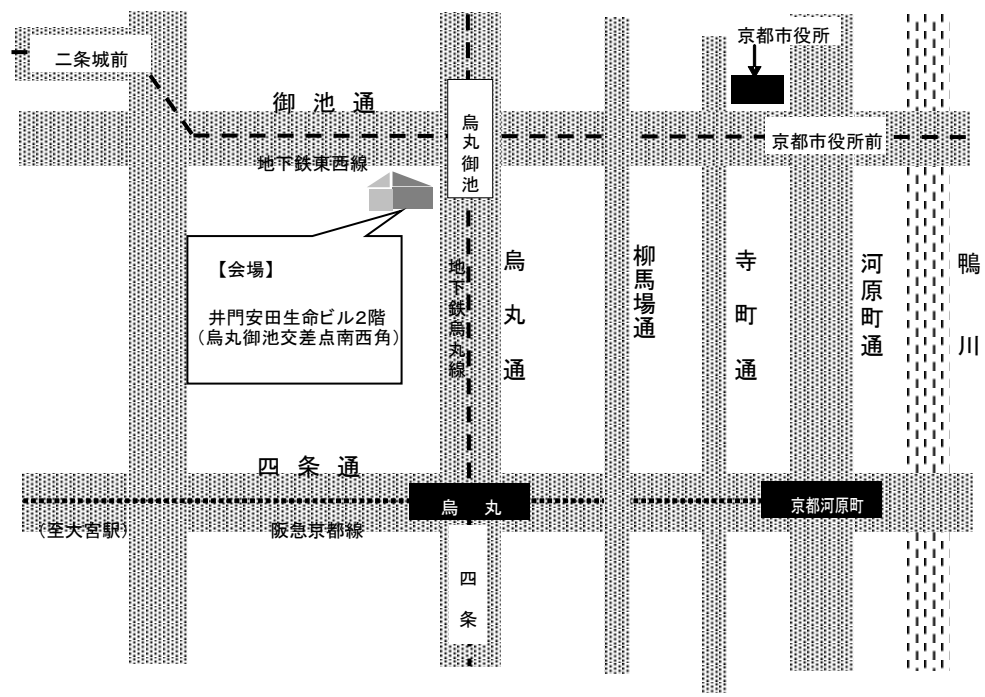 京都市役所
二条城前
御池通
烏丸御池
京都市役所前
地下鉄東西線
【会場】
井門安田生命ビル2階
(烏丸御池交差点南西角)
地下鉄烏丸線
烏丸通
柳馬場通
寺町通
河原町通
鴨川
四条通
烏丸
京都河原町
(至大宮駅)
阪急京都線
四条